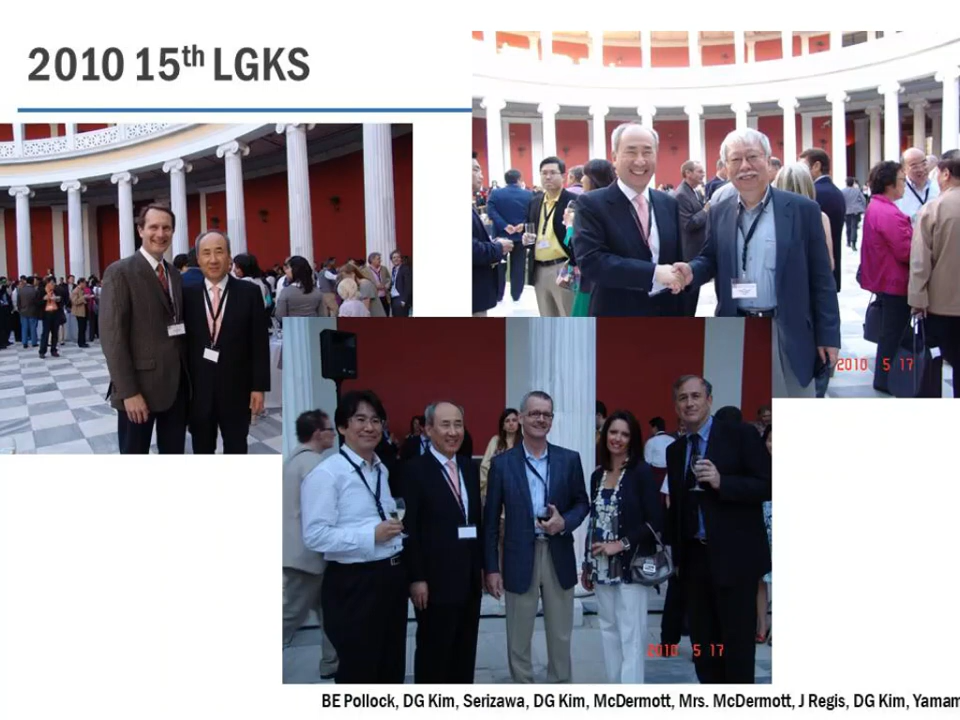 2010 15th LGKS
2010 5 17
2010 5 17
BE Pollock, DG Kim, Serizawa, DG Kim, McDermott, Mrs. McDermott, J Regis, DG Kim, Yamam